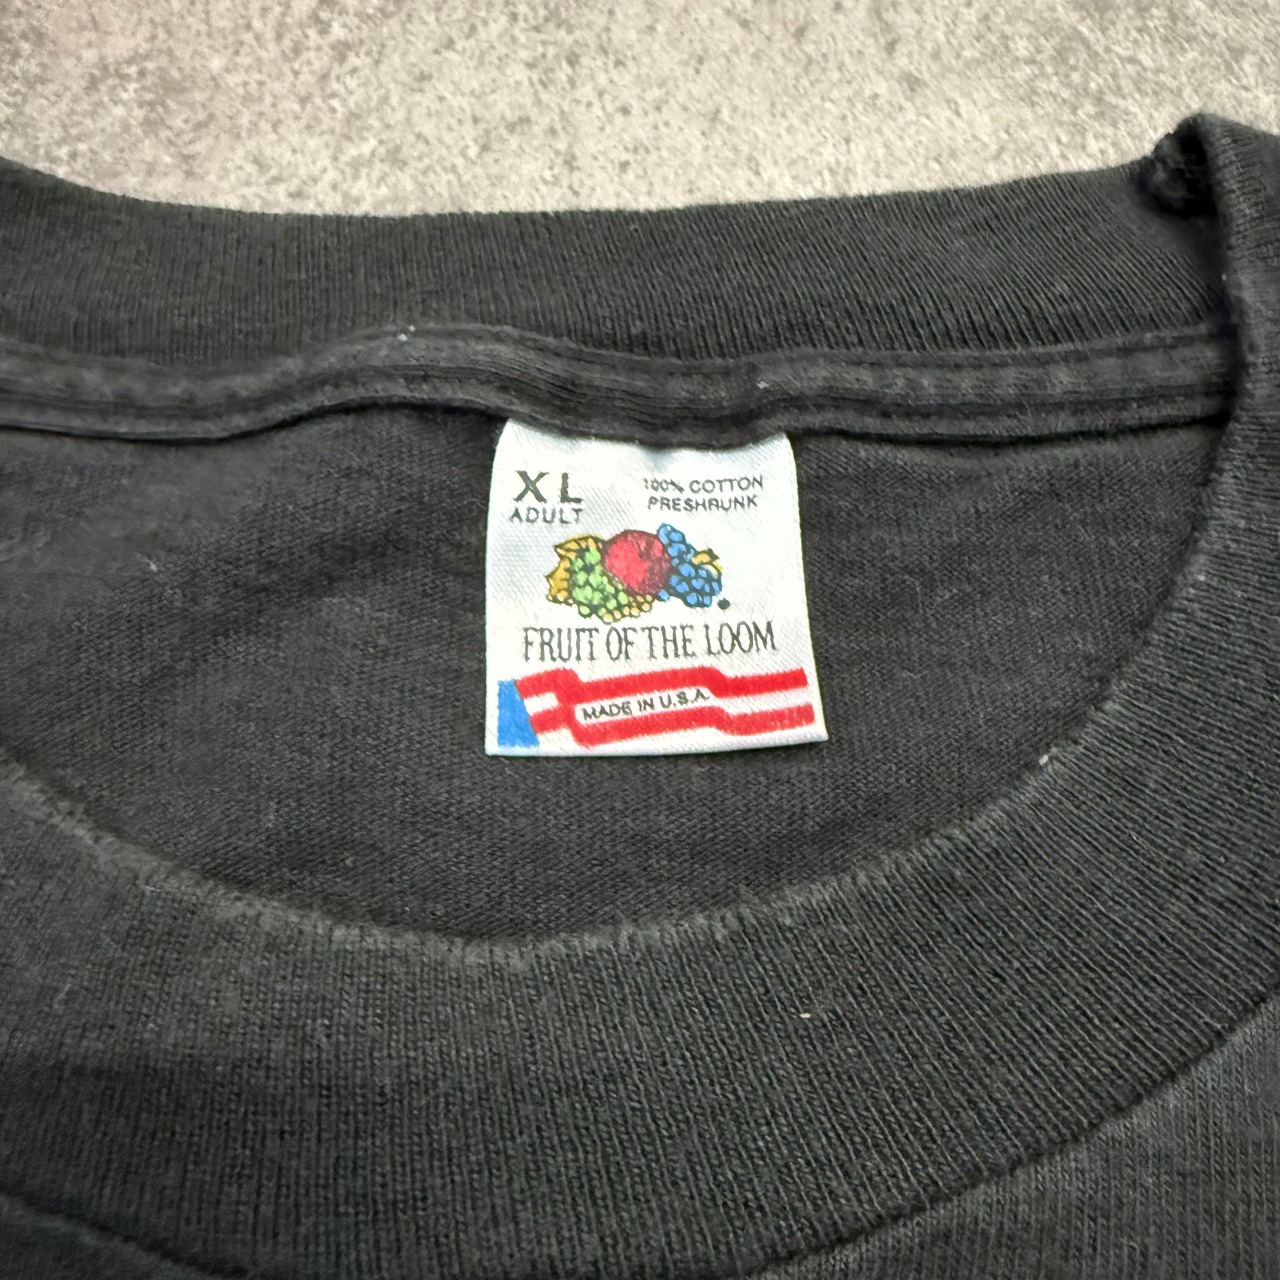 XL
ADULT
100% COTTON
PRESHRUNK
FRUIT OF THE LOOM
MADE IN U.S.A.